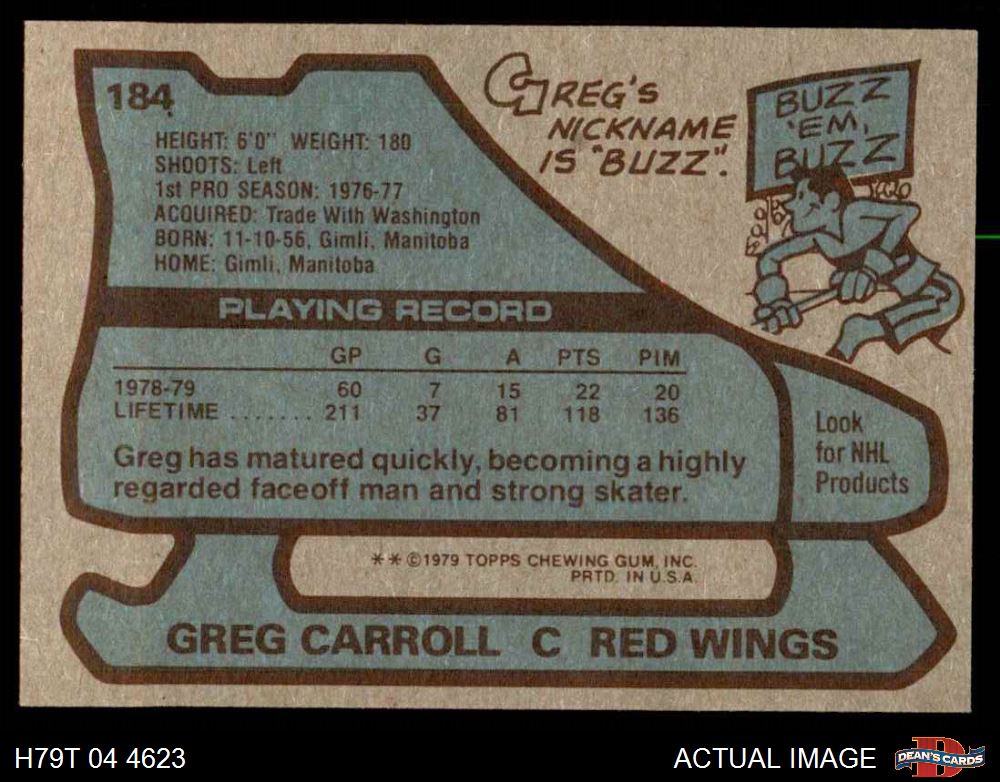 184
HEIGHT: 6'0" WEIGHT: 180
SHOOTS: Left
1st PRO SEASON: 1976-77
ACQUIRED: Trade With Washington
BORN: 11-10-56, Gimli, Manitoba
HOME: Gimli, Manitoba
GREG'S
NICKNAME
IS "BUZZ".
BUZZ
'EM,
BUZZ
PLAYING RECORD
GP G A PTS PIM
1978-79 60 7 15 22 20
LIFETIME ....... 211 37 81 118 136
Greg has matured quickly, becoming a highly
regarded faceoff man and strong skater.
Look
for NHL
Products
* * ©1979 TOPPS CHEWING GUM, INC.
PRTD. IN U.S.A.
GREG CARROLL C RED WINGS
H79T 04 4623
ACTUAL IMAGE
D
DEAN'S CARDS